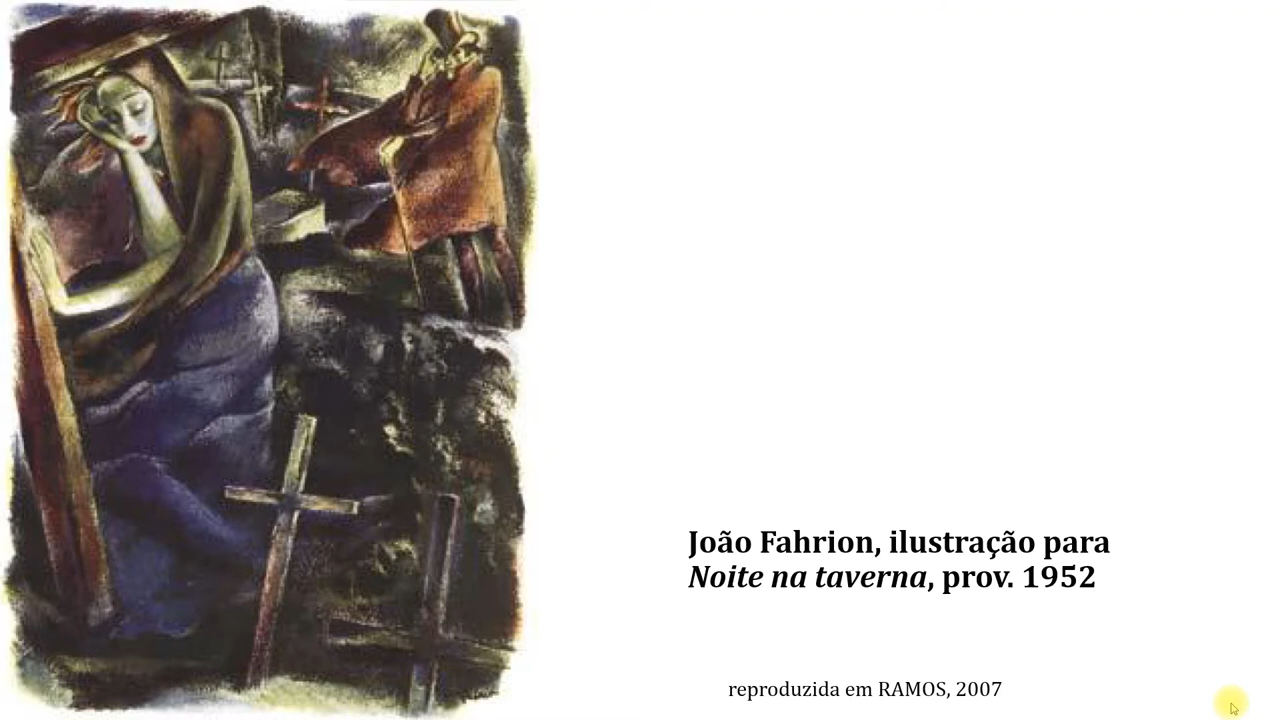 João Fahrion, ilustração para
Noite na taverna, prov. 1952
reproduzida em RAMOS, 2007